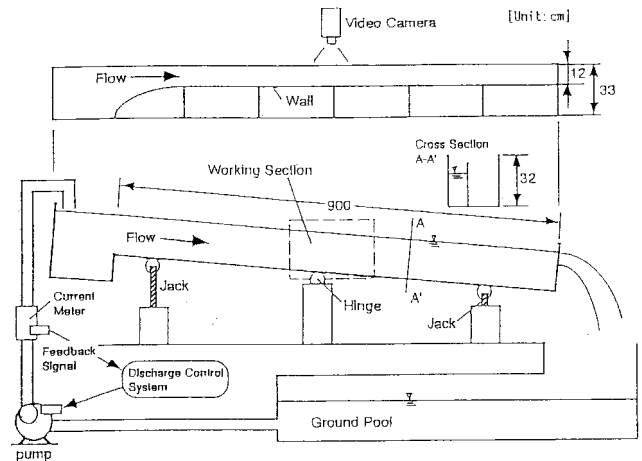 Video Camera
[Unit: cm]
Flow
Wall
12
33
Cross Section
A-A'
32
Working Section
900
A
Flow
Jack
Hinge
A'
Jack
Current
Meter
Feedback
Signal
Discharge Control
System
Ground Pool
pump